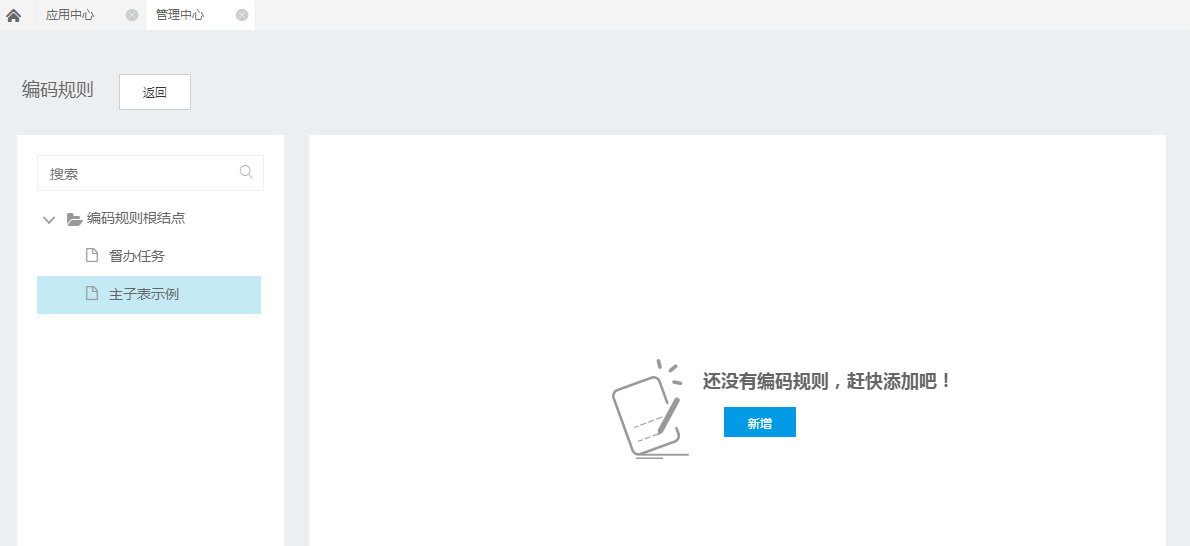 应用中心 管理中心
编码规则 返回
搜索
编码规则根结点
督办任务
主子表示例
还没有编码规则，赶快添加吧！
新增